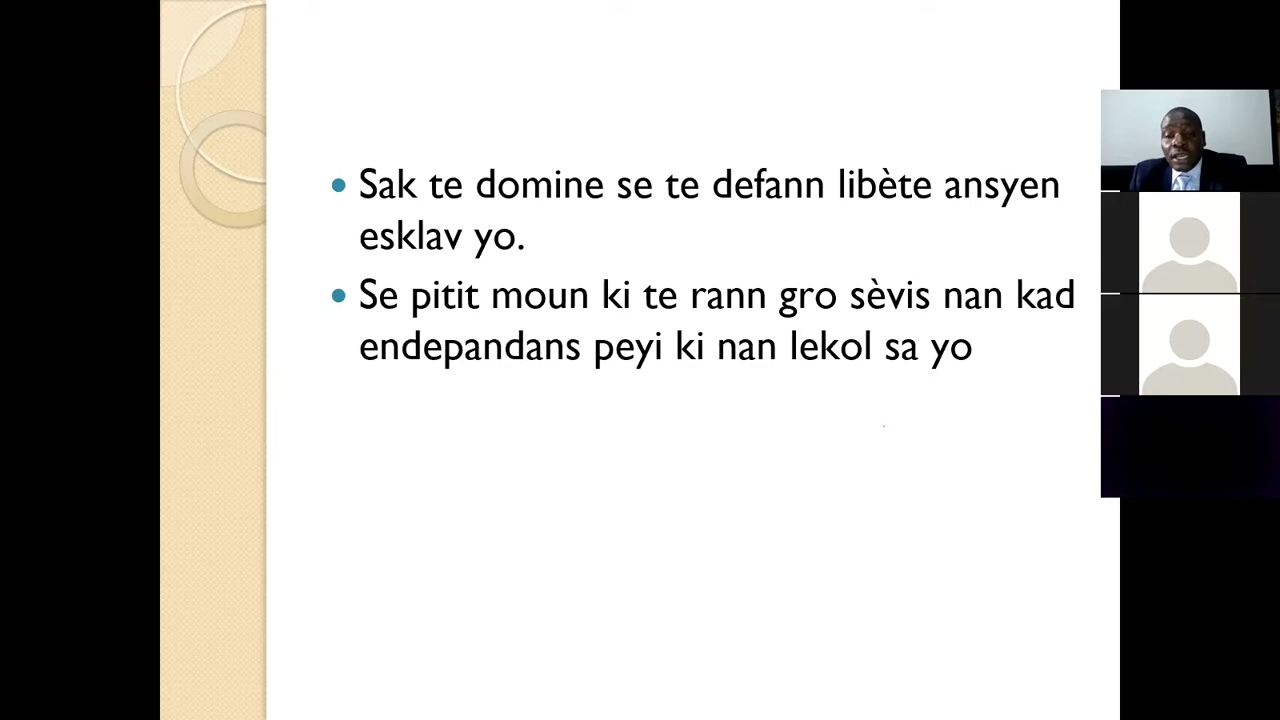 Sak te domine se te defann libète ansyen
esklav yo.
Se pitit moun ki te rann gro sèvis nan kad
endepandans peyi ki nan lekol sa yo